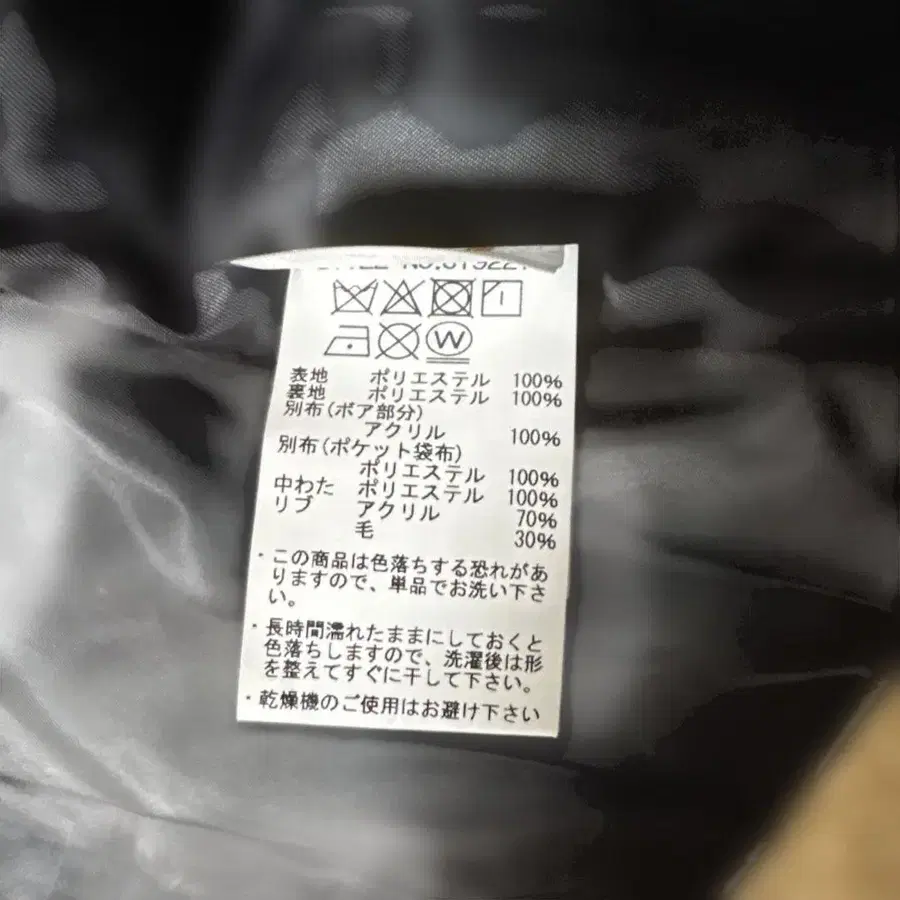 W
表地 ポリエステル 100%
裏地 ポリエステル 100%
別布(ボア部分)
アクリル 100%
別布(ポケット袋布)
ポリエステル 100%
中わた ポリエステル 100%
リブ アクリル 70%
毛 30%
・この商品は色落ちする恐れがあ
りますので、単品でお洗い下さ
い。
・長時間濡れたままにしておくと
色落ちしますので、洗濯後は形
を整えてすぐに干して下さい。
・乾燥機のご使用はお避け下さい